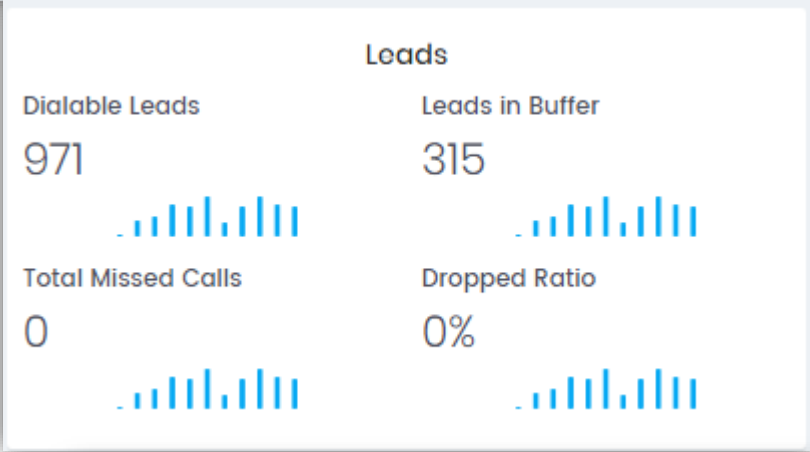 Leads
Dialable Leads
Leads in Buffer
971
315
Total Missed Calls
Dropped Ratio
0
0%